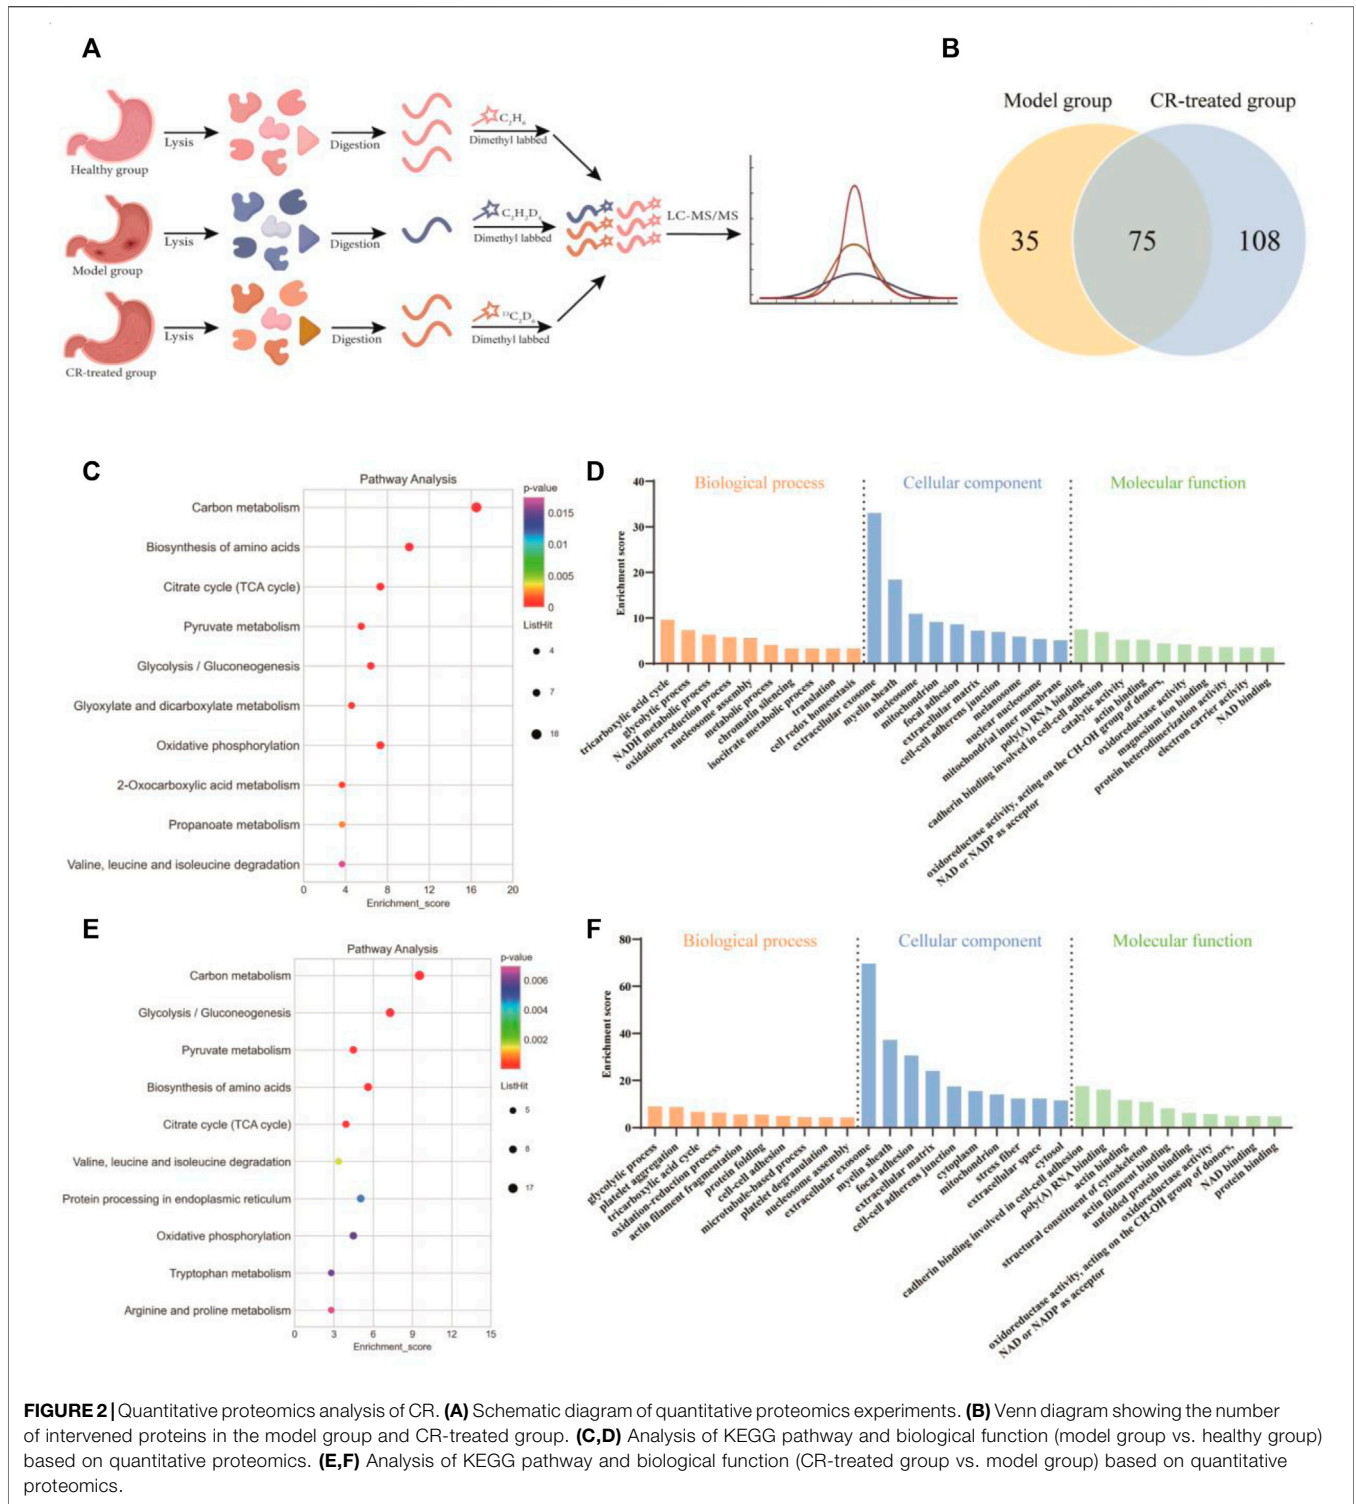 A
Healthy group
Lysis
Digestion
C₂H₆
Dimethyl labbed
Model group
Lysis
Digestion
C₂H₂D₄
Dimethyl labbed
CR-treated group
Lysis
Digestion
¹³C₂D₆
Dimethyl labbed
LC-MS/MS
B
Model group
CR-treated group
35
75
108
C
Pathway Analysis
Carbon metabolism
Biosynthesis of amino acids
Citrate cycle (TCA cycle)
Pyruvate metabolism
Glycolysis / Gluconeogenesis
Glyoxylate and dicarboxylate metabolism
Oxidative phosphorylation
2-Oxocarboxylic acid metabolism
Propanoate metabolism
Valine, leucine and isoleucine degradation
0 4 8 12 16 20
Enrichment_score
p-value
0.015
0.01
0.005
0
ListHit
4
7
18
D
Biological process
Cellular component
Molecular function
Enrichment score
40
30
20
10
0
tricarboxylic acid cycle
glycolytic process
NADH metabolic process
oxidation-reduction process
nucleosome assembly
metabolic process
chromatin silencing
isocitrate metabolic process
translation
cell redox homeostasis
extracellular exosome
myelin sheath
nucleosome
mitochondrion
focal adhesion
extracellular matrix
cell-cell adherens junction
melanosome
nuclear nucleosome
mitochondrial inner membrane
poly(A) RNA binding
cadherin binding involved in cell-cell adhesion
catalytic activity
actin binding
oxidoreductase activity, acting on the CH-OH group of donors,
NAD or NADP as acceptor
oxidoreductase activity
magnesium ion binding
protein heterodimerization activity
electron carrier activity
NAD binding
E
Pathway Analysis
Carbon metabolism
Glycolysis / Gluconeogenesis
Pyruvate metabolism
Biosynthesis of amino acids
Citrate cycle (TCA cycle)
Valine, leucine and isoleucine degradation
Protein processing in endoplasmic reticulum
Oxidative phosphorylation
Tryptophan metabolism
Arginine and proline metabolism
0 3 6 9 12 15
Enrichment_score
p-value
0.006
0.004
0.002
ListHit
5
8
17
F
Biological process
Cellular component
Molecular function
Enrichment score
80
60
40
20
0
glycolytic process
platelet aggregation
tricarboxylic acid cycle
oxidation-reduction process
actin filament fragmentation
protein folding
cell-cell adhesion
microtubule-based process
platelet degranulation
nucleosome assembly
extracellular exosome
myelin sheath
focal adhesion
extracellular matrix
cell-cell adherens junction
cytoplasm
mitochondrion
stress fiber
extracellular space
cytosol
cadherin binding involved in cell-cell adhesion
poly(A) RNA binding
actin binding
structural constituent of cytoskeleton
actin filament binding
unfolded protein binding
oxidoreductase activity
oxidoreductase activity, acting on the CH-OH group of donors,
NAD or NADP as acceptor
NAD binding
protein binding
FIGURE 2 | Quantitative proteomics analysis of CR. (A) Schematic diagram of quantitative proteomics experiments. (B) Venn diagram showing the number
of intervened proteins in the model group and CR-treated group. (C,D) Analysis of KEGG pathway and biological function (model group vs. healthy group)
based on quantitative proteomics. (E,F) Analysis of KEGG pathway and biological function (CR-treated group vs. model group) based on quantitative
proteomics.